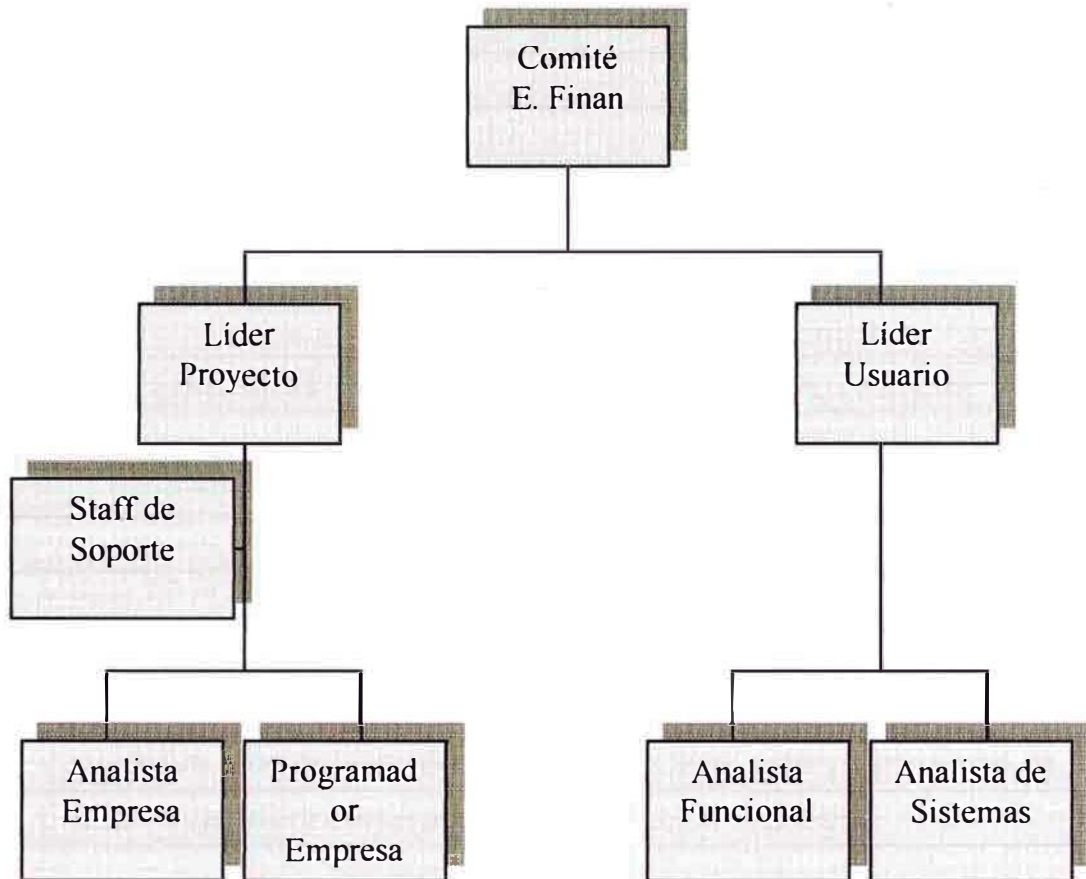 Comité
E. Finan
Líder
Proyecto
Líder
Usuario
Staff de
Soporte
Analista
Empresa
Programad
or
Empresa
Analista
Funcional
Analista de
Sistemas